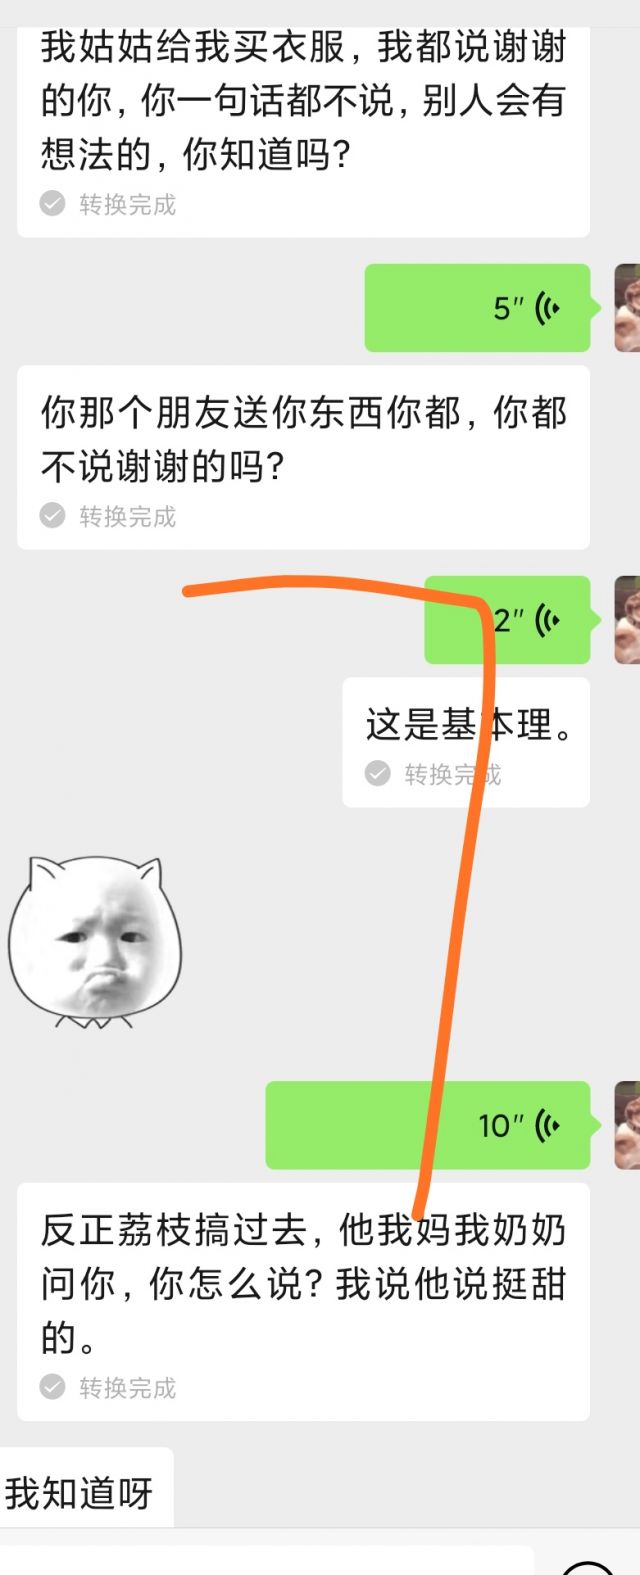 我姑姑给我买衣服，我都说谢谢
的你，你一句话都不说，别人会有
想法的，你知道吗？
转换完成
5″
你那个朋友送你东西你都，你都
不说谢谢的吗？
转换完成
2″
这是基本理。
转换完成
10″
反正荔枝搞过去，他我妈我奶奶
问你，你怎么说？我说他说挺甜
的。
转换完成
我知道呀